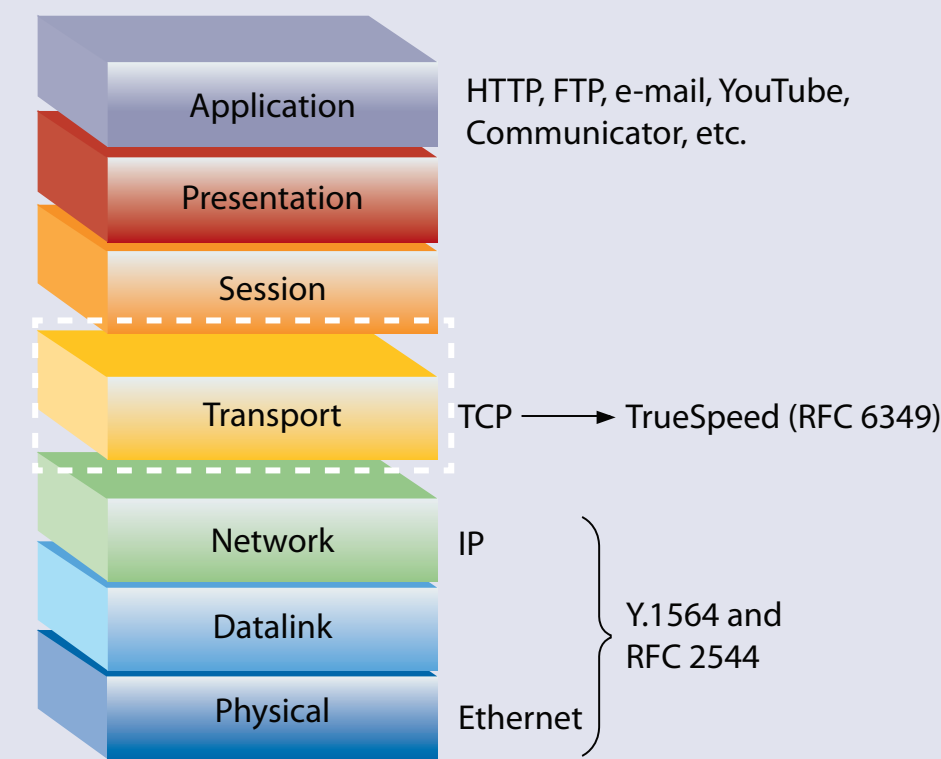 Application
HTTP, FTP, e-mail, YouTube,
Communicator, etc.
Presentation
Session
Transport
TCP
TrueSpeed (RFC 6349)
Network
IP
Datalink
Y.1564 and
RFC 2544
Physical
Ethernet